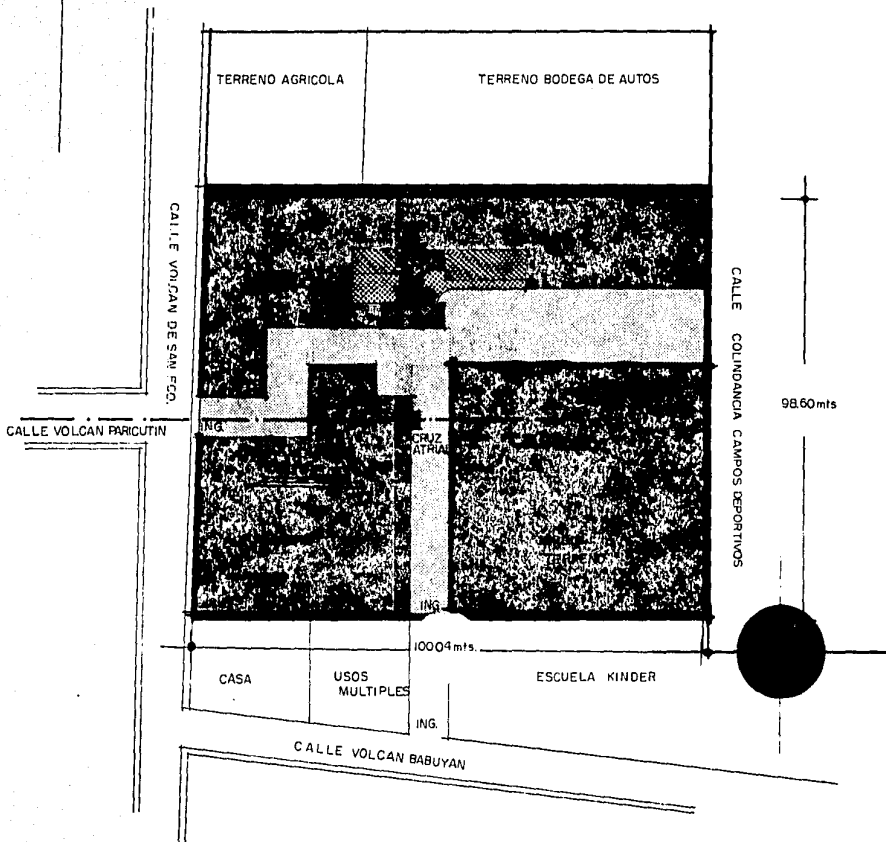 TERRENO AGRICOLA
TERRENO BODEGA DE AUTOS
CALLE VOLCAN DE SAN FCO.
CALLE COLINDANCIA CAMPOS DEPORTIVOS
98.60 mts
CALLE VOLCAN PARICUTIN
ING.
CRUZ
ATRIAL
ING.
100.04 mts.
CASA
USOS
MULTIPLES
ESCUELA KINDER
ING.
CALLE VOLCAN BABUYAN